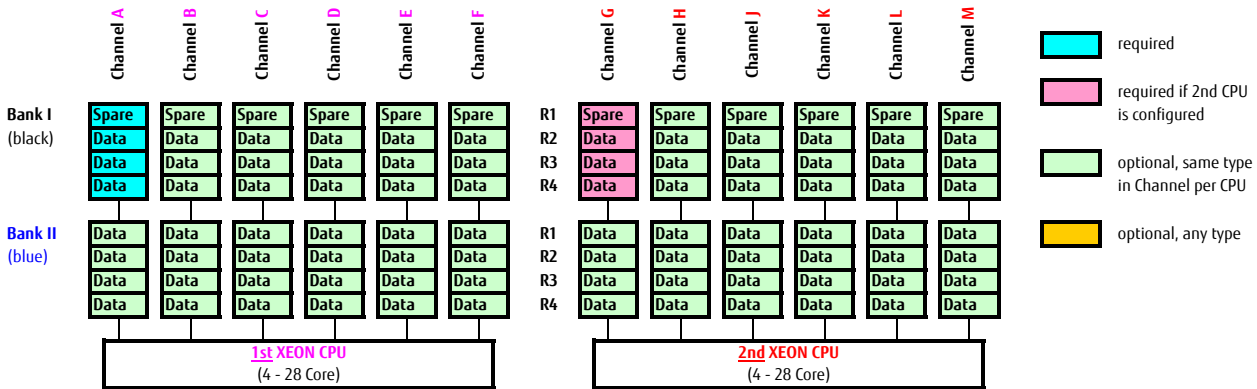 Channel A Channel B Channel C Channel D Channel E Channel F Channel G Channel H Channel J Channel K Channel L Channel M
required
required if 2nd CPU
is configured
optional, same type
in Channel per CPU
optional, any type
Bank I Spare Spare Spare Spare Spare Spare R1 Spare Spare Spare Spare Spare Spare
(black) Data Data Data Data Data Data R2 Data Data Data Data Data Data
Data Data Data Data Data Data R3 Data Data Data Data Data Data
Data Data Data Data Data Data R4 Data Data Data Data Data Data
Bank II Data Data Data Data Data Data R1 Data Data Data Data Data Data
(blue) Data Data Data Data Data Data R2 Data Data Data Data Data Data
Data Data Data Data Data Data R3 Data Data Data Data Data Data
Data Data Data Data Data Data R4 Data Data Data Data Data Data
1st XEON CPU
(4 - 28 Core)
2nd XEON CPU
(4 - 28 Core)